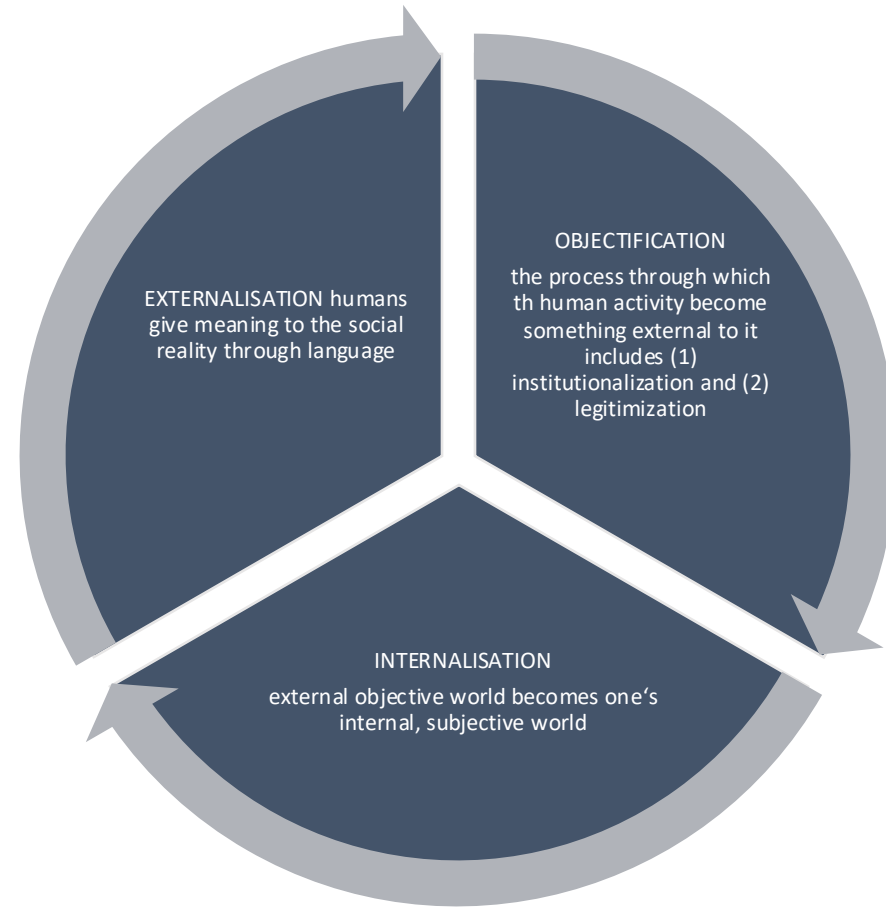 EXTERNALISATION humans
give meaning to the social
reality through language
OBJECTIFICATION
the process through which
th human activity become
something external to it
includes (1)
institutionalization and (2)
legitimization
INTERNALISATION
external objective world becomes one‘s
internal, subjective world